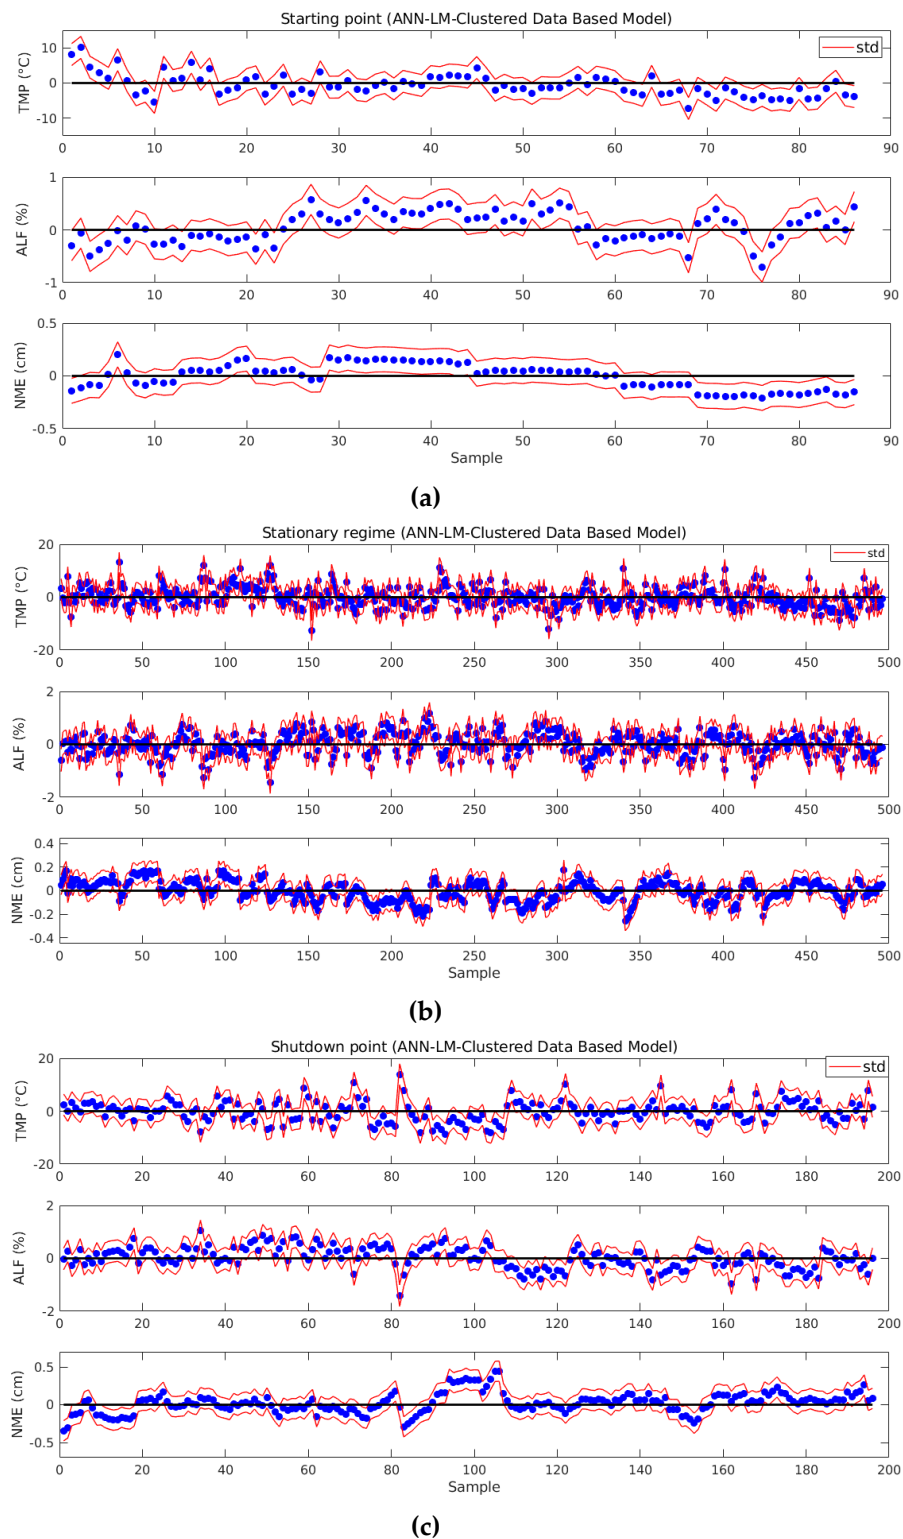 Starting point (ANN-LM-Clustered Data Based Model)
TMP (°C)
10
0
-10
std
0 10 20 30 40 50 60 70 80 90
ALF (%)
1
0
-1
0 10 20 30 40 50 60 70 80 90
NME (cm)
0.5
0
-0.5
0 10 20 30 40 50 60 70 80 90
Sample
(a)
Stationary regime (ANN-LM-Clustered Data Based Model)
TMP (°C)
20
0
-20
std
0 50 100 150 200 250 300 350 400 450 500
ALF (%)
2
0
-2
0 50 100 150 200 250 300 350 400 450 500
NME (cm)
0.4
0.2
0
-0.2
-0.4
0 50 100 150 200 250 300 350 400 450 500
Sample
(b)
Shutdown point (ANN-LM-Clustered Data Based Model)
TMP (°C)
20
0
-20
std
0 20 40 60 80 100 120 140 160 180 200
ALF (%)
2
0
-2
0 20 40 60 80 100 120 140 160 180 200
NME (cm)
0.5
0
-0.5
0 20 40 60 80 100 120 140 160 180 200
Sample
(c)